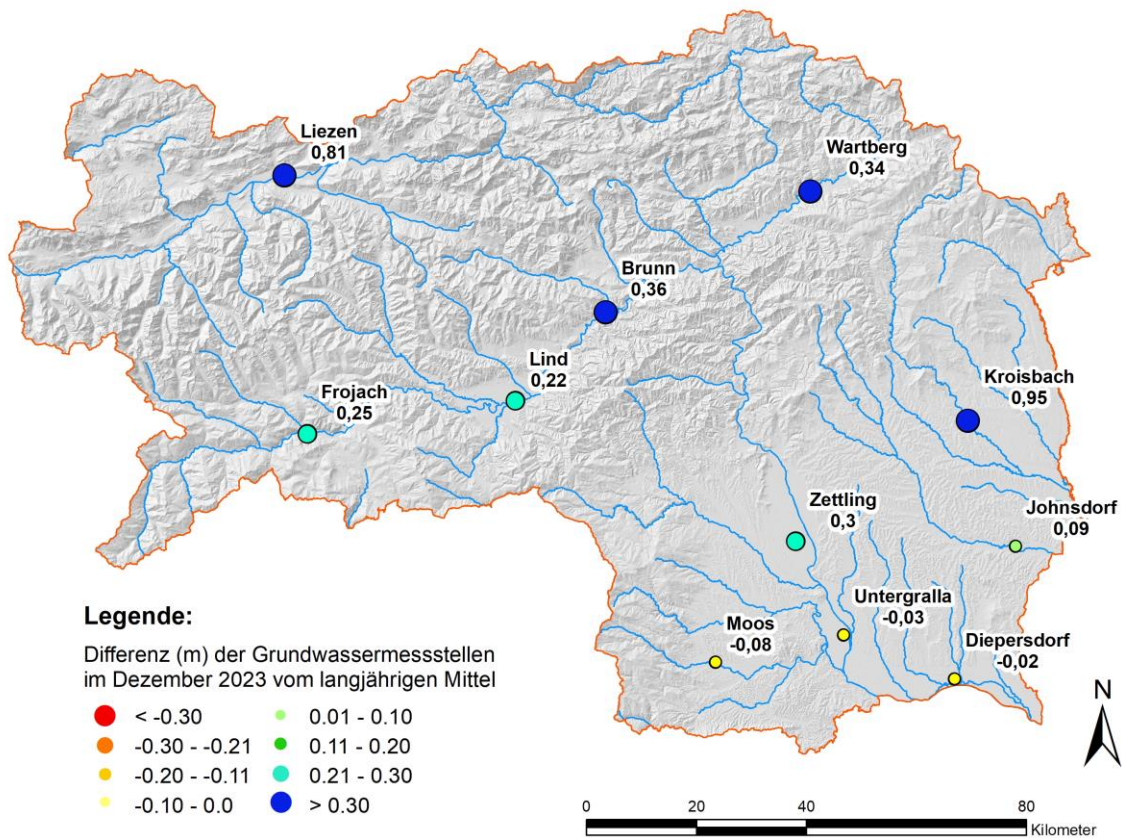 Liezen
0,81
Wartberg
0,34
Brunn
0,36
Lind
0,22
Frojach
0,25
Kroisbach
0,95
Zettling
0,3
Johnsdorf
0,09
Untergralla
-0,03
Moos
-0,08
Diepersdorf
-0,02
Legende:
Differenz (m) der Grundwassermessstellen
im Dezember 2023 vom langjährigen Mittel
< -0.30
-0.30 - -0.21
-0.20 - -0.11
-0.10 - 0.0
0.01 - 0.10
0.11 - 0.20
0.21 - 0.30
> 0.30
N
0 20 40 80
Kilometer